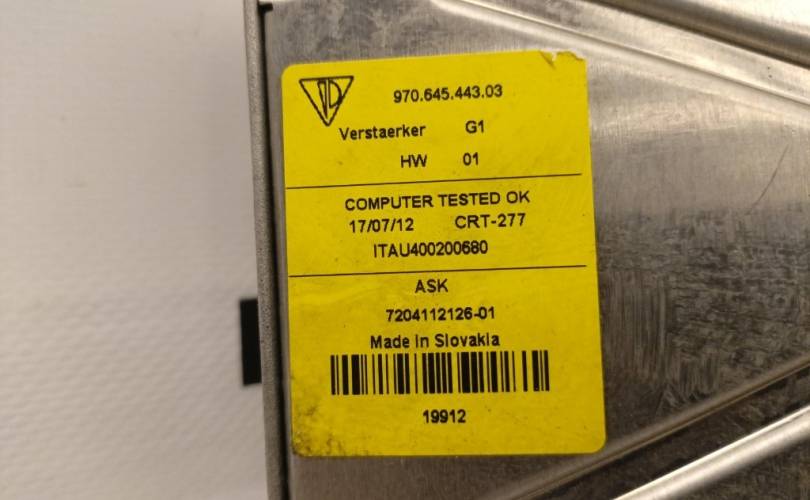 970.645.443.03
Verstaerker G1
HW 01
COMPUTER TESTED OK
17/07/12 CRT-277
ITAU400200680
ASK
7204112126-01
Made in Slovakia
19912